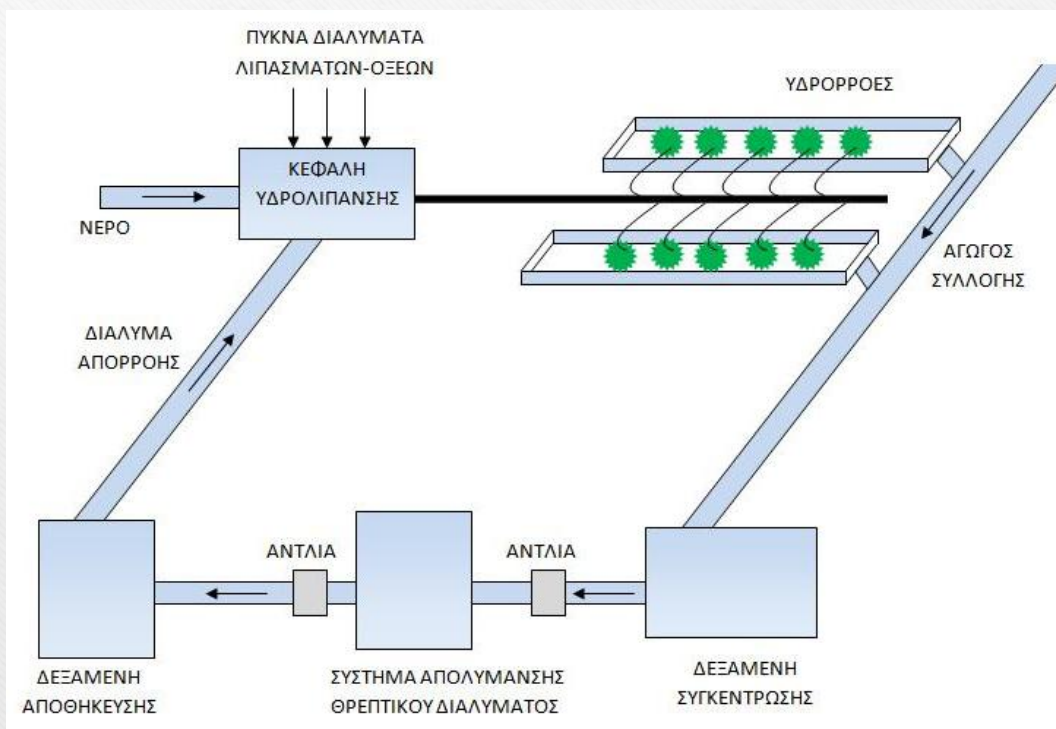 ΠΥΚΝΑ ΔΙΑΛΥΜΑΤΑ
ΛΙΠΑΣΜΑΤΩΝ-ΟΞΕΩΝ
ΥΔΡΟΡΡΟΕΣ
ΚΕΦΑΛΗ
ΥΔΡΟΛΙΠΑΝΣΗΣ
ΝΕΡΟ
ΑΓΩΓΟΣ
ΣΥΛΛΟΓΗΣ
ΔΙΑΛΥΜΑ
ΑΠΟΡΡΟΗΣ
ΑΝΤΛΙΑ
ΑΝΤΛΙΑ
ΔΕΞΑΜΕΝΗ
ΑΠΟΘΗΚΕΥΣΗΣ
ΣΥΣΤΗΜΑ ΑΠΟΛΥΜΑΝΣΗΣ
ΘΡΕΠΤΙΚΟΥ ΔΙΑΛΥΜΑΤΟΣ
ΔΕΞΑΜΕΝΗ
ΣΥΓΚΕΝΤΡΩΣΗΣ